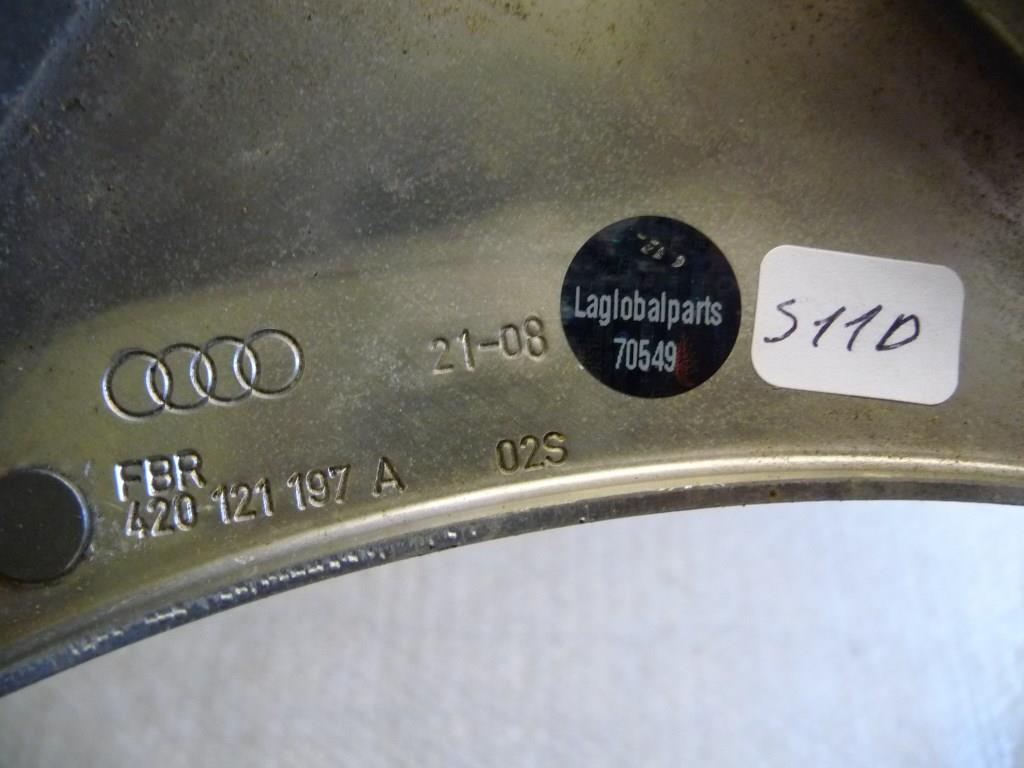 21-08
FBR
420 121 197 A
02S
Laglobalparts
70549
S11D